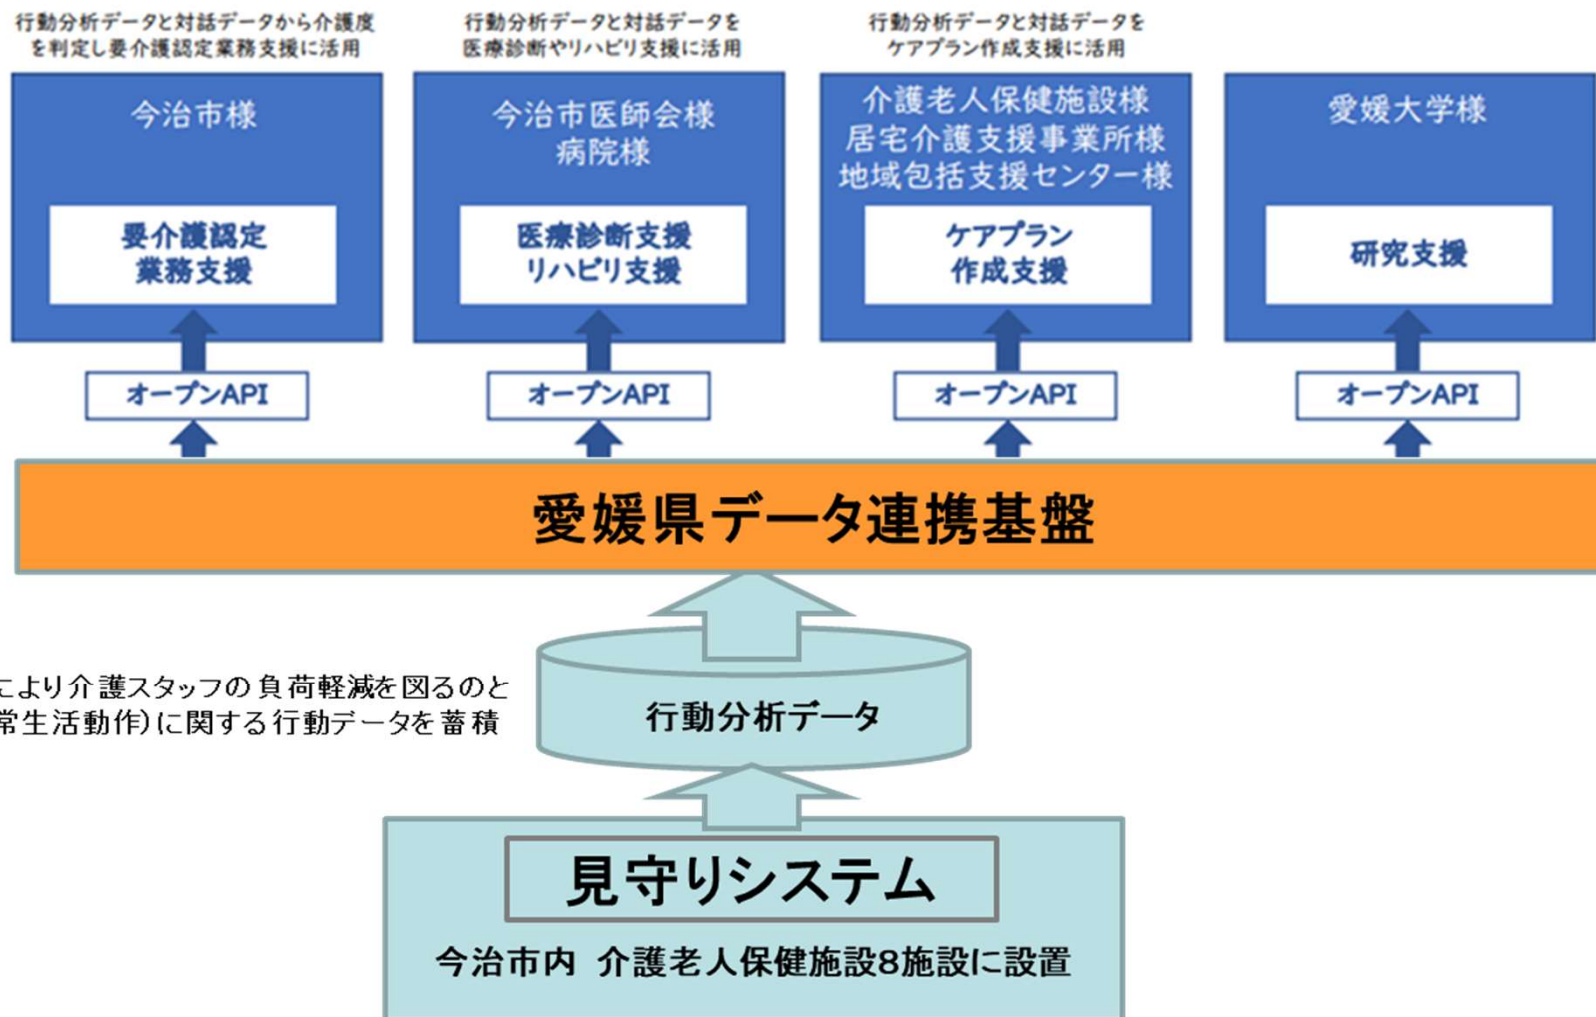 行動分析データと対話データから介護度
を判定し要介護認定業務支援に活用
行動分析データと対話データを
医療診断やリハビリ支援に活用
行動分析データと対話データを
ケアプラン作成支援に活用
今治市様
要介護認定
業務支援
今治市医師会様
病院様
医療診断支援
リハビリ支援
介護老人保健施設様
居宅介護支援事業所様
地域包括支援センター様
ケアプラン
作成支援
愛媛大学様
研究支援
オープンAPI
オープンAPI
オープンAPI
オープンAPI
愛媛県データ連携基盤
により介護スタッフの負荷軽減を図るのと
常生活動作)に関する行動データを蓄積
行動分析データ
見守りシステム
今治市内 介護老人保健施設8施設に設置